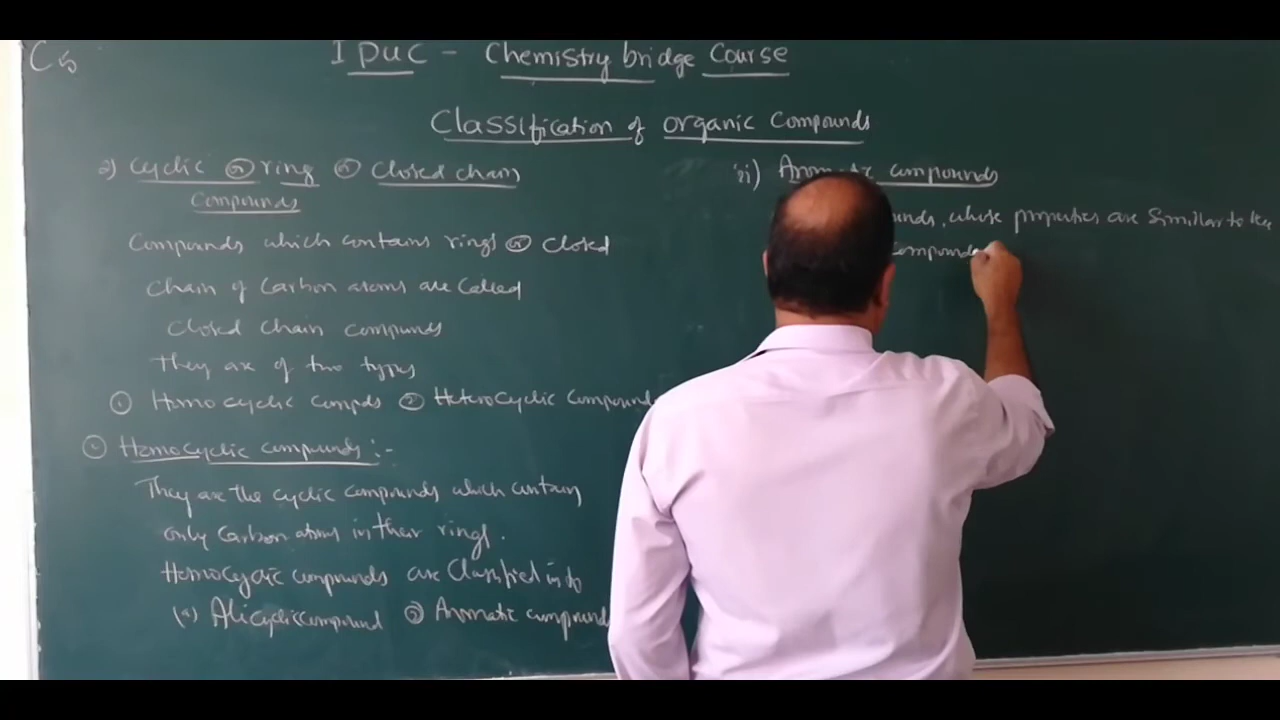 I PUC - Chemistry bridge Course
Classification of organic Compounds
2) Cyclic or ring or Closed chain
Compounds
Compounds which contains rings or closed
chain of carbon atoms are called
closed chain compunds
They are of two types
① Homocyclic compds ② Heterocyclic Compounds
Homocyclic compounds :-
They are the cyclic compounds which contain
only carbon atoms in their rings.
Homocyclic compounds are classified into
(a) Alicyclic compound ② Aromatic compounds
ii) compounds
whose properties are similar to
compounds